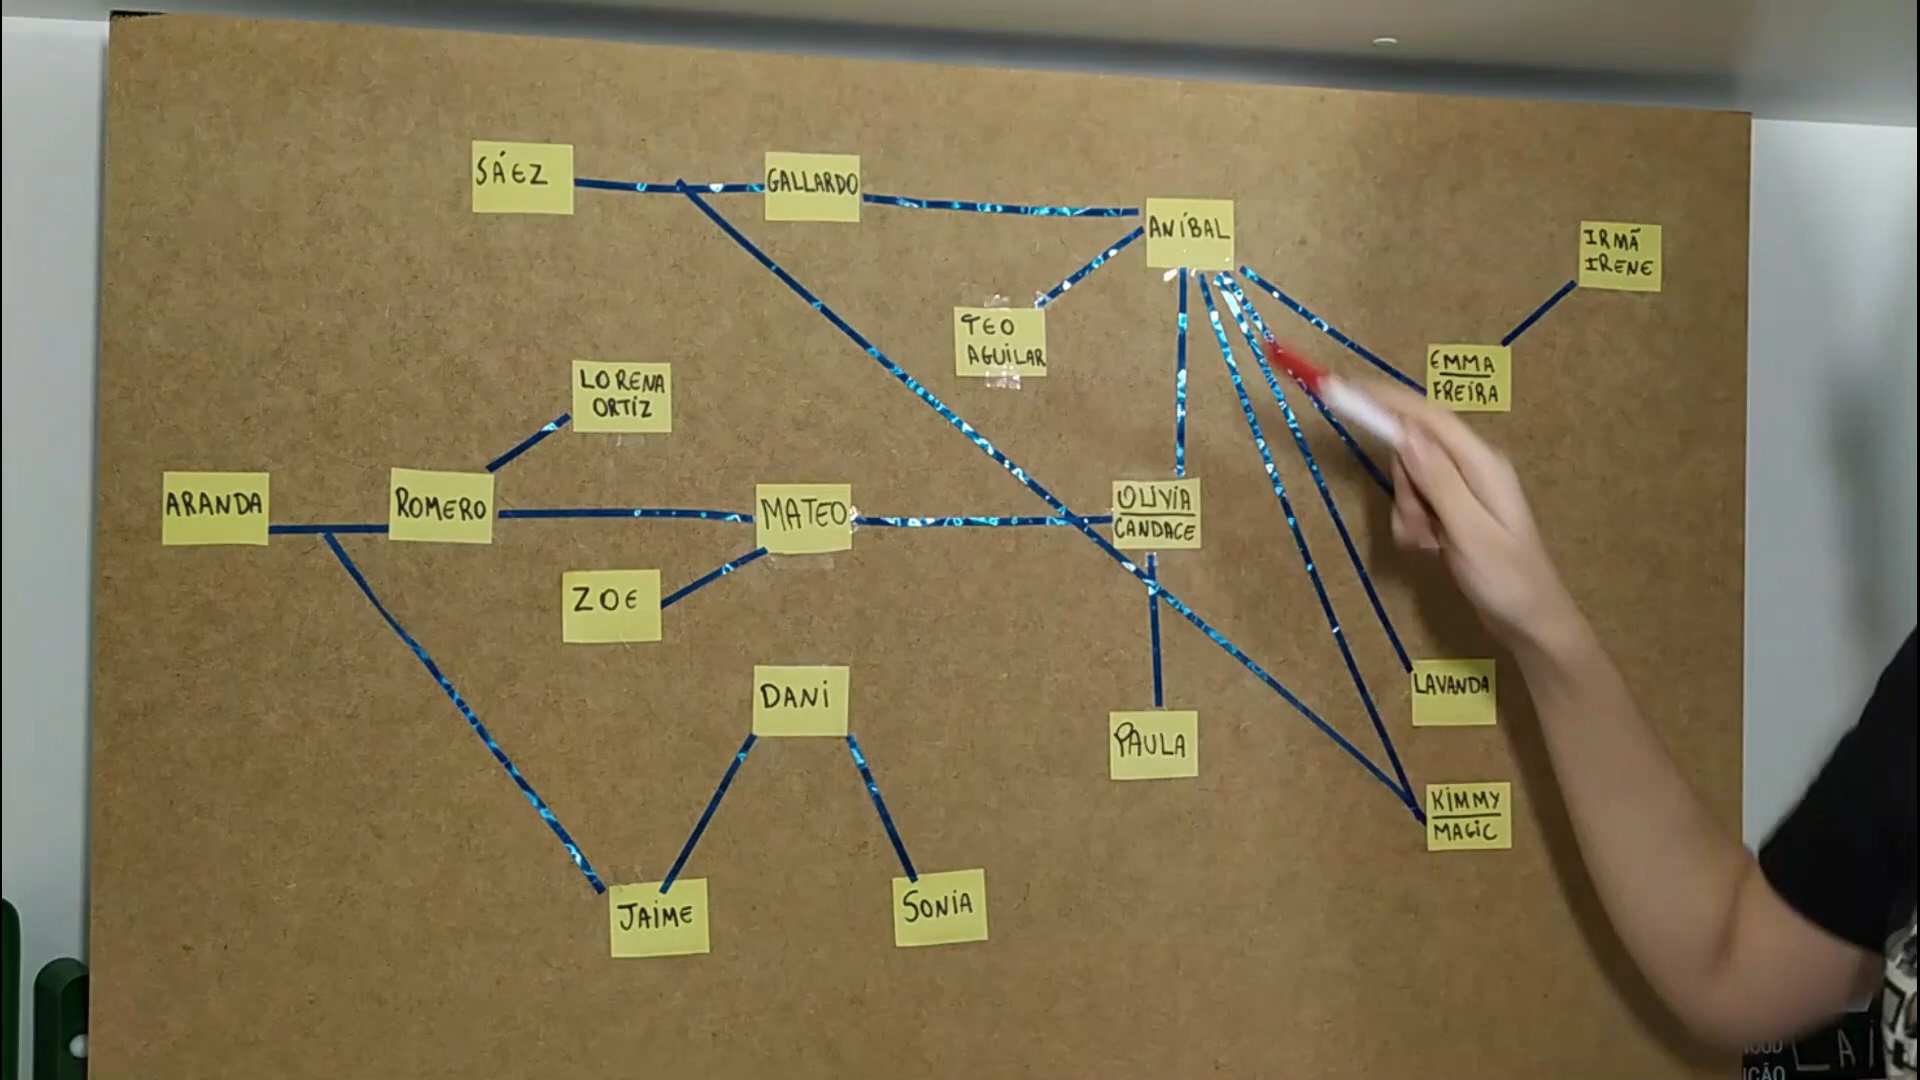 SÁEZ
GALLARDO
ANÍBAL
IRMÃ
IRENE
TEO
AGUILAR
EMMA
FREIRA
LORENA
ORTIZ
ARANDA
ROMERO
MATEO
OLIVIA
CANDACE
ZOE
DANI
PAULA
LAVANDA
KIMMY
MAGIC
JAIME
SONIA